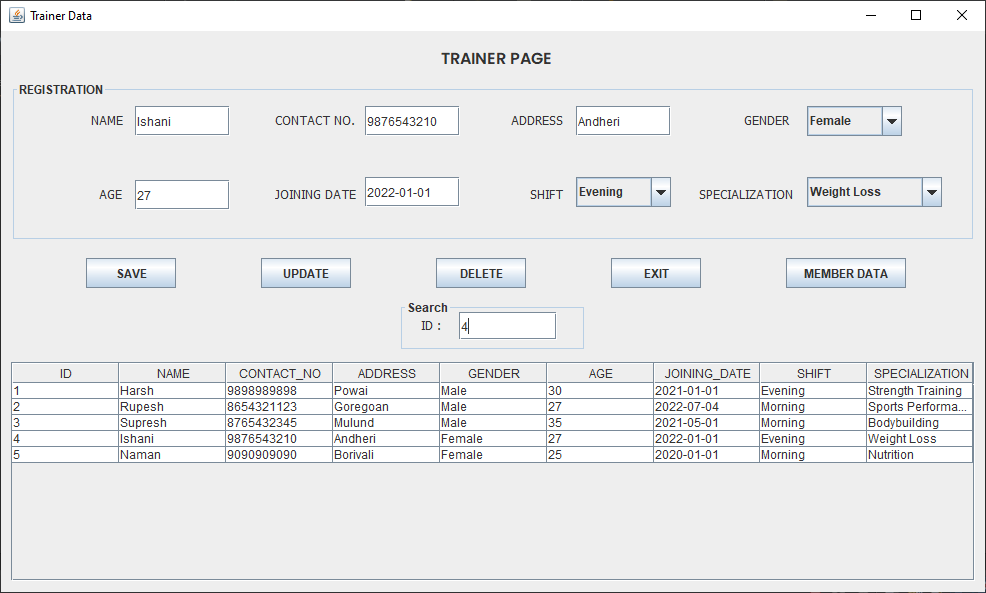 Trainer Data
TRAINER PAGE
REGISTRATION
NAME Ishani CONTACT NO. 9876543210 ADDRESS Andheri GENDER Female
AGE 27 JOINING DATE 2022-01-01 SHIFT Evening SPECIALIZATION Weight Loss
SAVE UPDATE DELETE EXIT MEMBER DATA
Search
ID : 4
ID NAME CONTACT_NO ADDRESS GENDER AGE JOINING_DATE SHIFT SPECIALIZATION
1 Harsh 9898989898 Powai Male 30 2021-01-01 Evening Strength Training
2 Rupesh 8654321123 Goregoan Male 27 2022-07-04 Morning Sports Performa...
3 Supresh 8765432345 Mulund Male 35 2021-05-01 Morning Bodybuilding
4 Ishani 9876543210 Andheri Female 27 2022-01-01 Evening Weight Loss
5 Naman 9090909090 Borivali Female 25 2020-01-01 Morning Nutrition